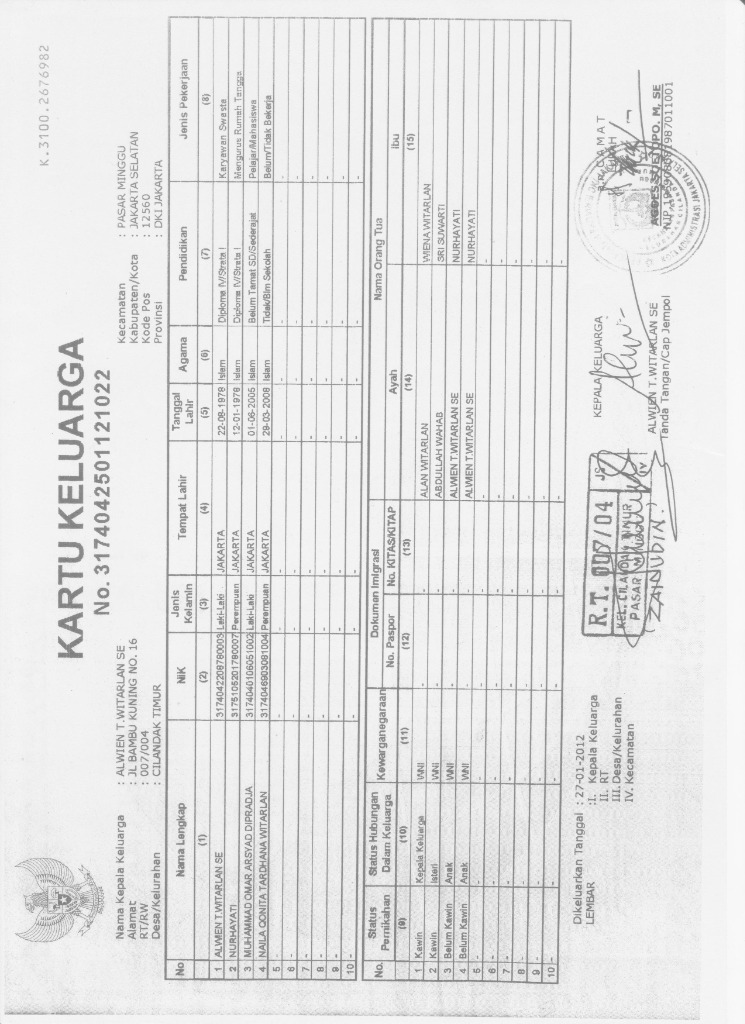 K.3100.2676982
KARTU KELUARGA
No. 3174042501121022
Nama Kepala Keluarga : ALWIEN T.WITARLAN SE
Alamat : JL BAMBU KUNING NO. 16
RT/RW : 007/004
Desa/Kelurahan : CILANDAK TIMUR
Kecamatan : PASAR MINGGU
Kabupaten/Kota : JAKARTA SELATAN
Kode Pos : 12560
Provinsi : DKI JAKARTA
No Nama Lengkap NIK Jenis Kelamin Tempat Lahir Tanggal Lahir Agama Pendidikan Jenis Pekerjaan
(1) (2) (3) (4) (5) (6) (7) (8)
1 ALWIEN T.WITARLAN SE 3174042208780003 Laki-Laki JAKARTA 22-08-1978 Islam Diploma IV/Strata I Karyawan Swasta
2 NURHAYATI 3175105201780007 Perempuan JAKARTA 12-01-1978 Islam Diploma IV/Strata I Mengurus Rumah Tangga
3 MUHAMMAD OMAR ARSYAD DIPRADJA 3174040106051002 Laki-Laki JAKARTA 01-06-2005 Islam Belum Tamat SD/Sederajat Pelajar/Mahasiswa
4 NAILA QONITA TARDHANA WITARLAN 3174046903081004 Perempuan JAKARTA 29-03-2008 Islam Tidak/Blm Sekolah Belum/Tidak Bekerja
5 - - - - - - - -
6 - - - - - - - -
7 - - - - - - - -
8 - - - - - - - -
9 - - - - - - - -
10 - - - - - - - -
No. Status Pernikahan Status Hubungan Dalam Keluarga Kewarganegaraan Dokumen Imigrasi Nama Orang Tua
No. Paspor No. KITAS/KITAP Ayah Ibu
(9) (10) (11) (12) (13) (14) (15)
1 Kawin Kepala Keluarga WNI - - ALAN WITARLAN WIENA WITARLAN
2 Kawin Isteri WNI - - ABDULLAH WAHAB SRI SUWARTI
3 Belum Kawin Anak WNI - - ALWIEN T.WITARLAN SE NURHAYATI
4 Belum Kawin Anak WNI - - ALWIEN T.WITARLAN SE NURHAYATI
5 - - - - - - -
6 - - - - - - -
7 - - - - - - -
8 - - - - - - -
9 - - - - - - -
10 - - - - - - -
Dikeluarkan Tanggal : 27-01-2012
LEMBAR :I. Kepala Keluarga
II. RT
III. Desa/Kelurahan
IV. Kecamatan
R.T. 007/04
KEL. CILANDAK TIMUR
PASAR
(ZAINUDIN.)
KEPALA KELUARGA
ALWIEN T.WITARLAN SE
Tanda Tangan/Cap Jempol
CAMAT
M, SE
NIP.